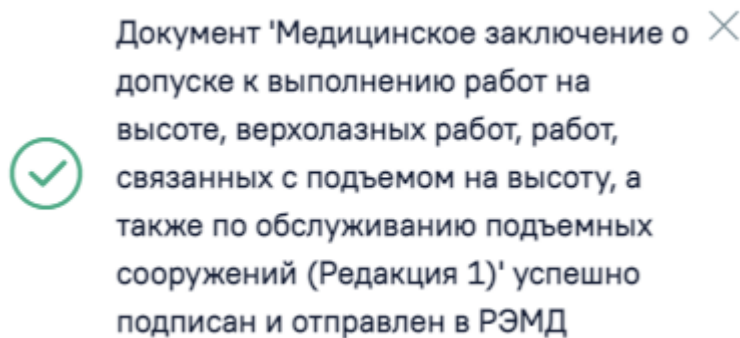 Документ 'Медицинское заключение о
допуске к выполнению работ на
высоте, верхолазных работ, работ,
связанных с подъемом на высоту, а
также по обслуживанию подъемных
сооружений (Редакция 1)' успешно
подписан и отправлен в РЭМД